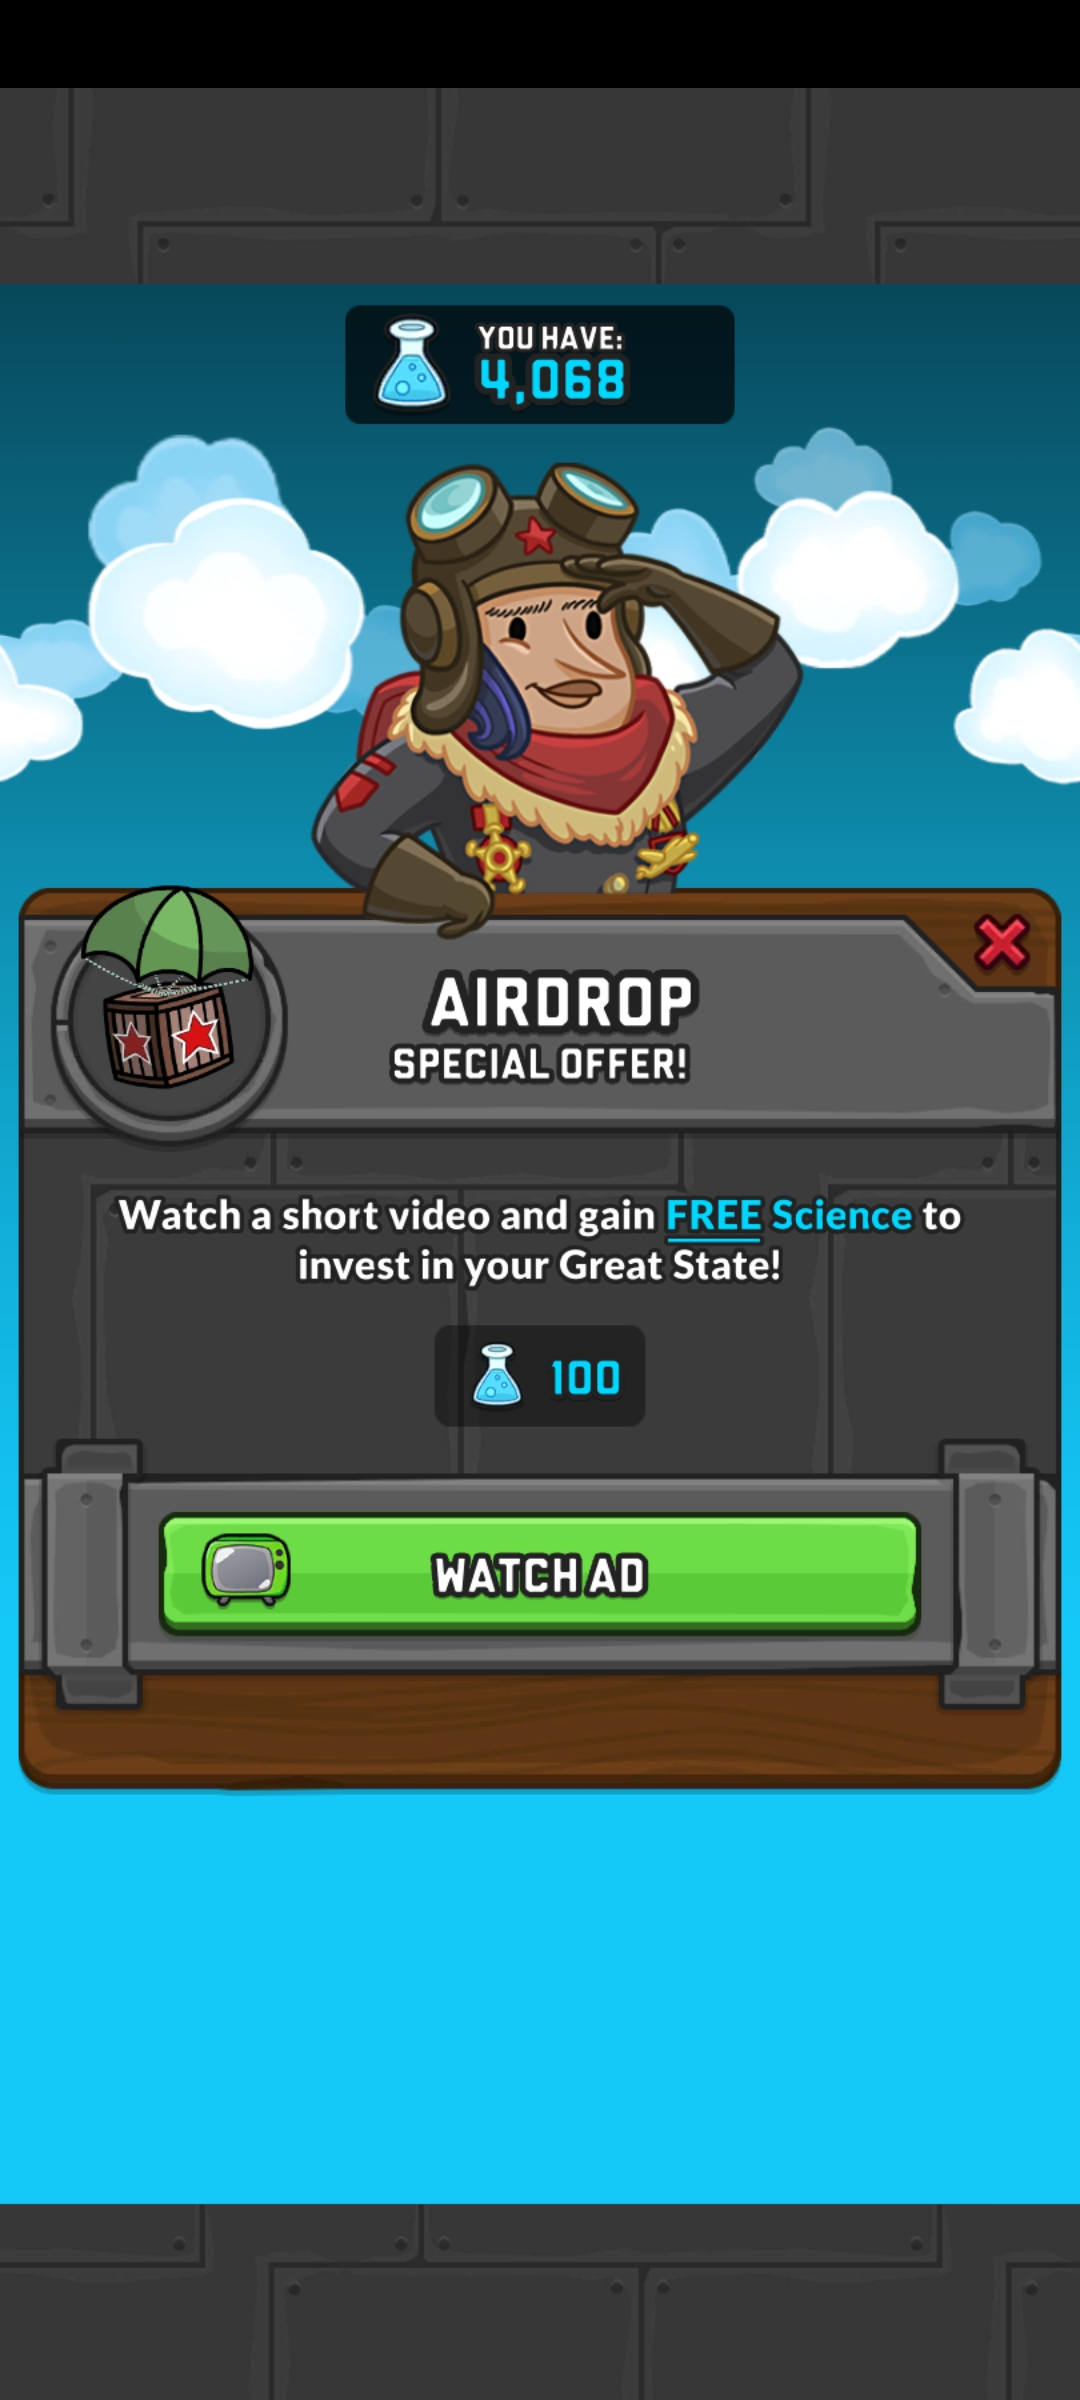 YOU HAVE:
4,068
AIRDROP
SPECIAL OFFER!
Watch a short video and gain FREE Science to
invest in your Great State!
100
WATCH AD